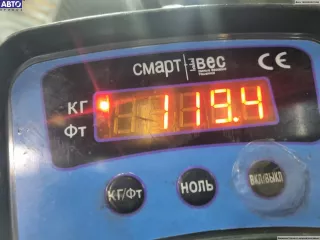 АВТО
смарт ВЕС
CE
КГ 119.4
ФТ
КГ/Фт НОЛЬ ВКЛ/ВЫКЛ